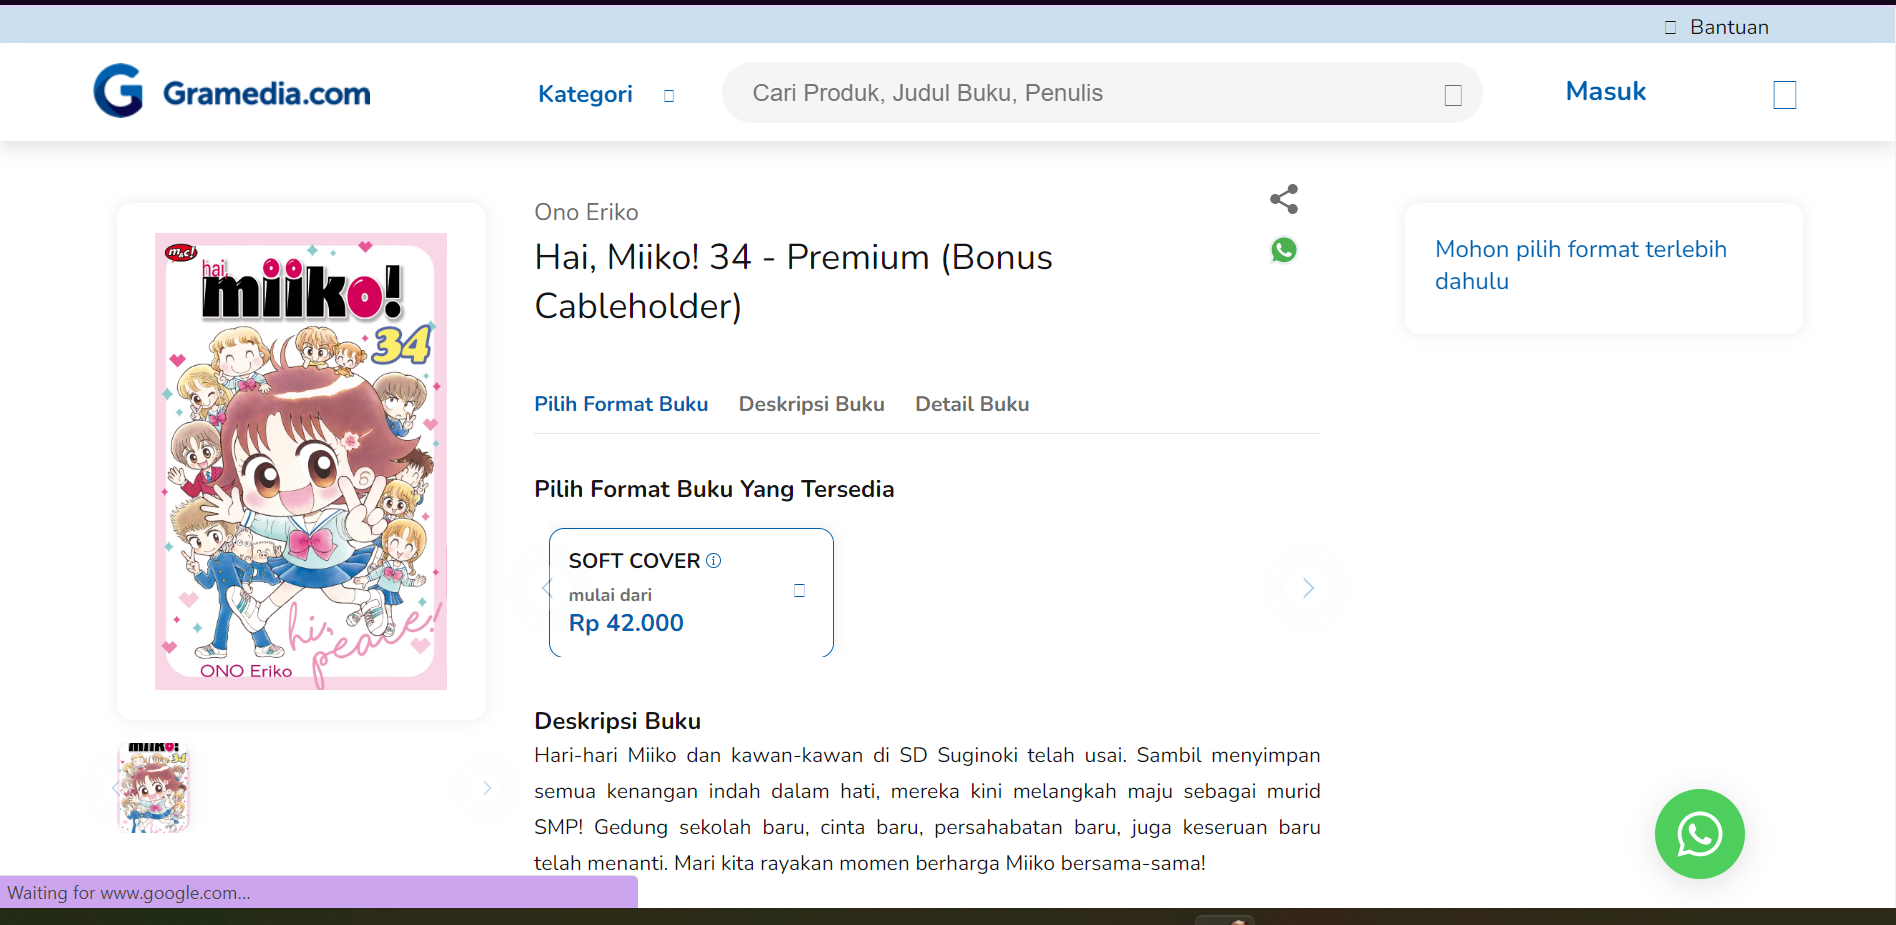 Bantuan
Gramedia.com
Kategori
Cari Produk, Judul Buku, Penulis
Masuk
m&c!
hai,
miiko!
34
hi,
peace!
ONO Eriko
miiko!
34
Ono Eriko
Hai, Miiko! 34 - Premium (Bonus
Cableholder)
Pilih Format Buku Deskripsi Buku Detail Buku
Pilih Format Buku Yang Tersedia
SOFT COVER
mulai dari
Rp 42.000
Deskripsi Buku
Hari-hari Miiko dan kawan-kawan di SD Suginoki telah usai. Sambil menyimpan
semua kenangan indah dalam hati, mereka kini melangkah maju sebagai murid
SMP! Gedung sekolah baru, cinta baru, persahabatan baru, juga keseruan baru
telah menanti. Mari kita rayakan momen berharga Miiko bersama-sama!
Mohon pilih format terlebih
dahulu
Waiting for www.google.com...